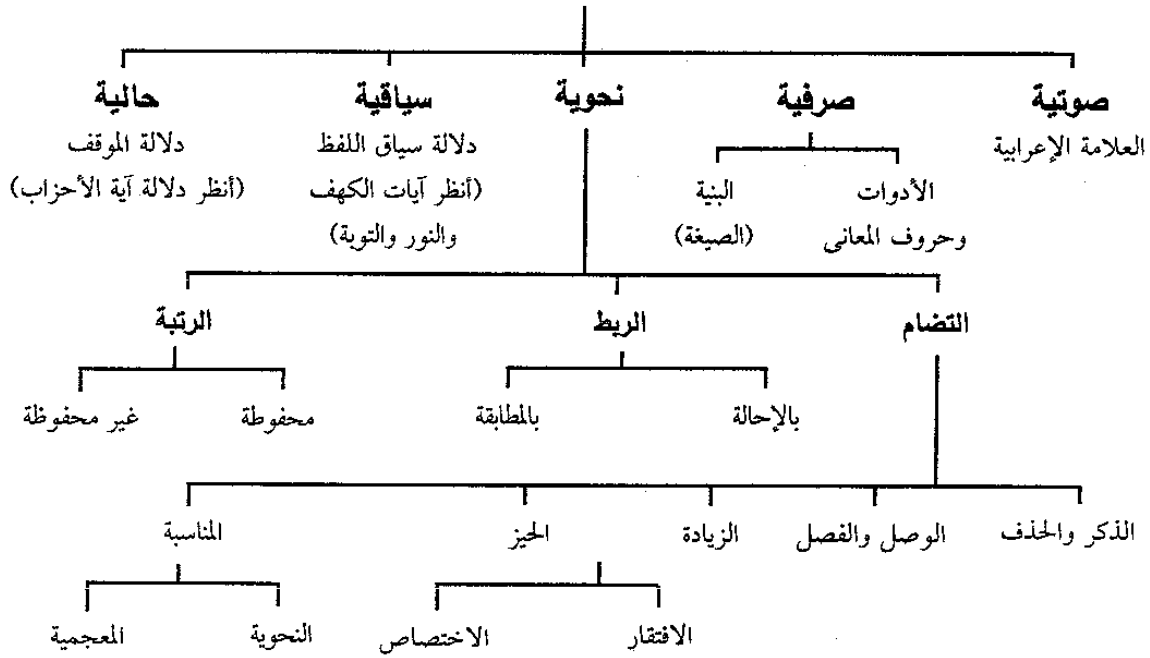 صوتية
صرفية
نحوية
سياقية
حالية
العلامة الإعرابية
دلالة سياق اللفظ
دلالة الموقف
الأدوات
البنية
(أنظر آيات الكهف
(أنظر دلالة آية الأحزاب)
وحروف المعانى
(الصيغة)
والنور والتوبة)
التضام
الربط
الرتبة
بالإحالة
بالمطابقة
محفوطة
غير محفوظة
الذكر والحذف
الوصل والفصل
الزيادة
الحيز
المناسبة
الافتقار
الاختصاص
النحوية
المعجمية